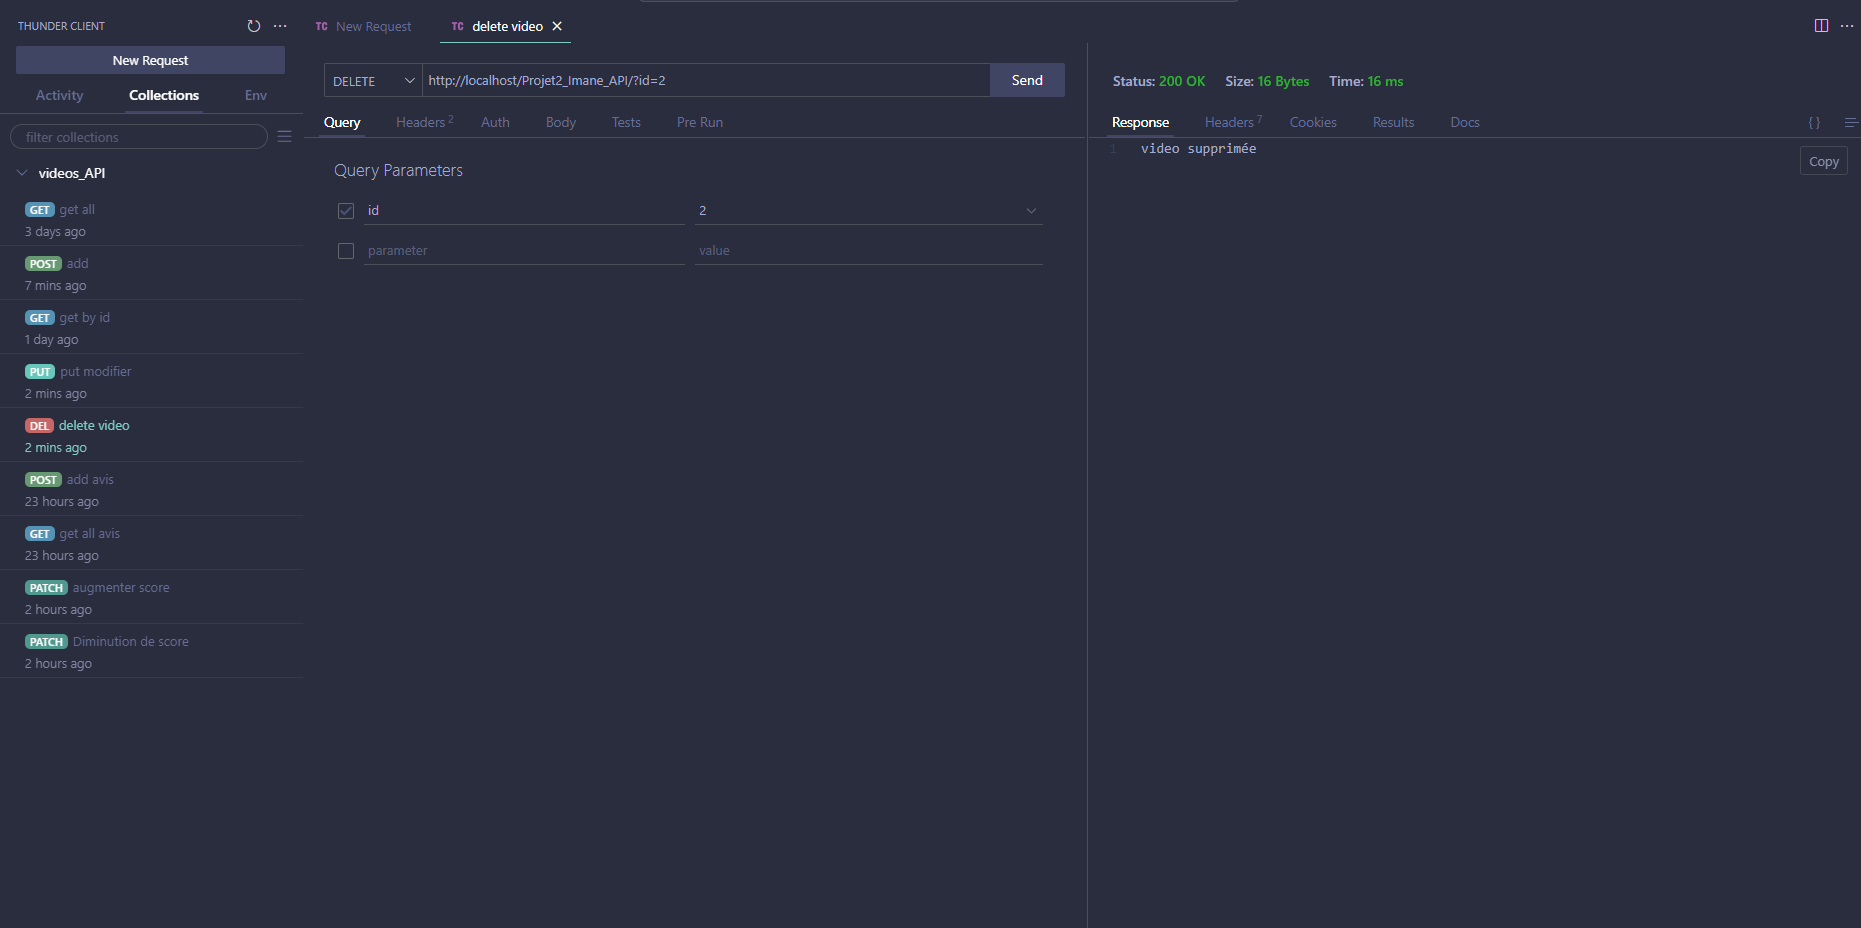 THUNDER CLIENT
New Request
Activity Collections Env
filter collections
videos_API
GET get all
3 days ago
POST add
7 mins ago
GET get by id
1 day ago
PUT put modifier
2 mins ago
DEL delete video
2 mins ago
POST add avis
23 hours ago
GET get all avis
23 hours ago
PATCH augmenter score
2 hours ago
PATCH Diminution de score
2 hours ago
TC New Request TC delete video
DELETE http://localhost/Projet2_Imane_API/?id=2 Send
Query Headers 2 Auth Body Tests Pre Run
Query Parameters
id 2
parameter value
Status: 200 OK Size: 16 Bytes Time: 16 ms
Response Headers 7 Cookies Results Docs { }
1 video supprimée
Copy